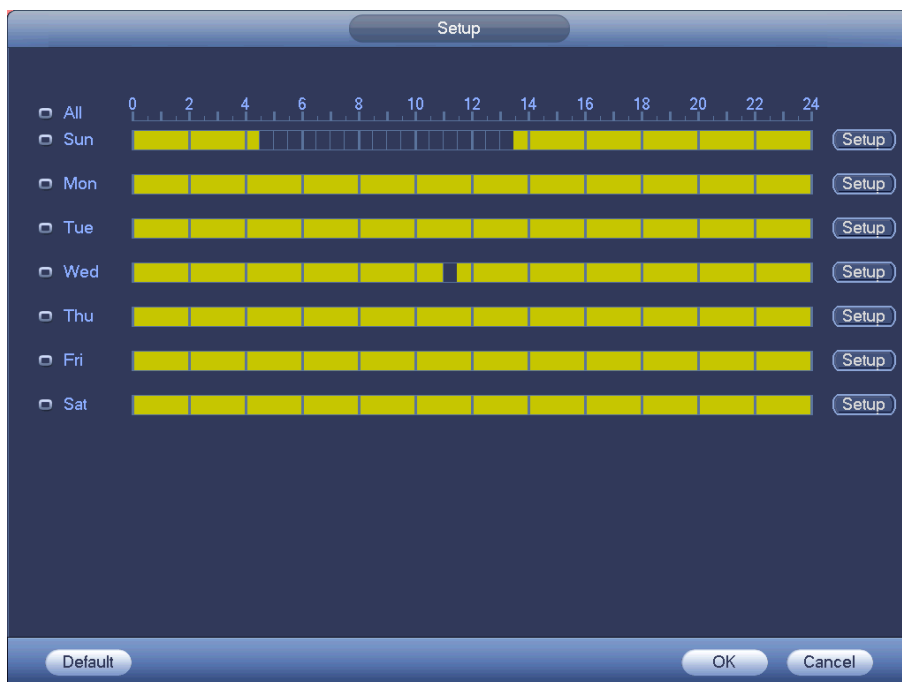 Setup
All 0 2 4 6 8 10 12 14 16 18 20 22 24
Sun Setup
Mon Setup
Tue Setup
Wed Setup
Thu Setup
Fri Setup
Sat Setup
Default OK Cancel